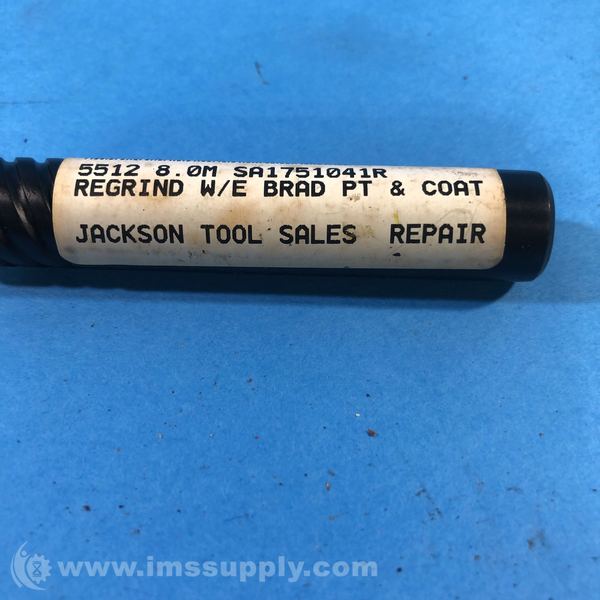 5512 8.0M SA1751041R
REGRIND W/E BRAD PT & COAT
JACKSON TOOL SALES REPAIR
www.imssupply.com